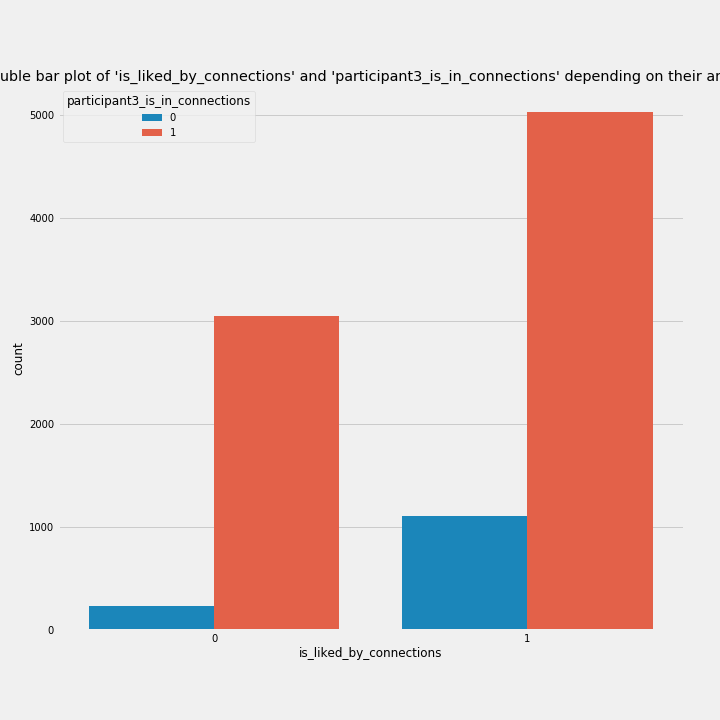 uble bar plot of 'is_liked_by_connections' and 'participant3_is_in_connections' depending on their
participant3_is_in_connections
0
1
5000
4000
3000
2000
1000
0
count
0 1
is_liked_by_connections